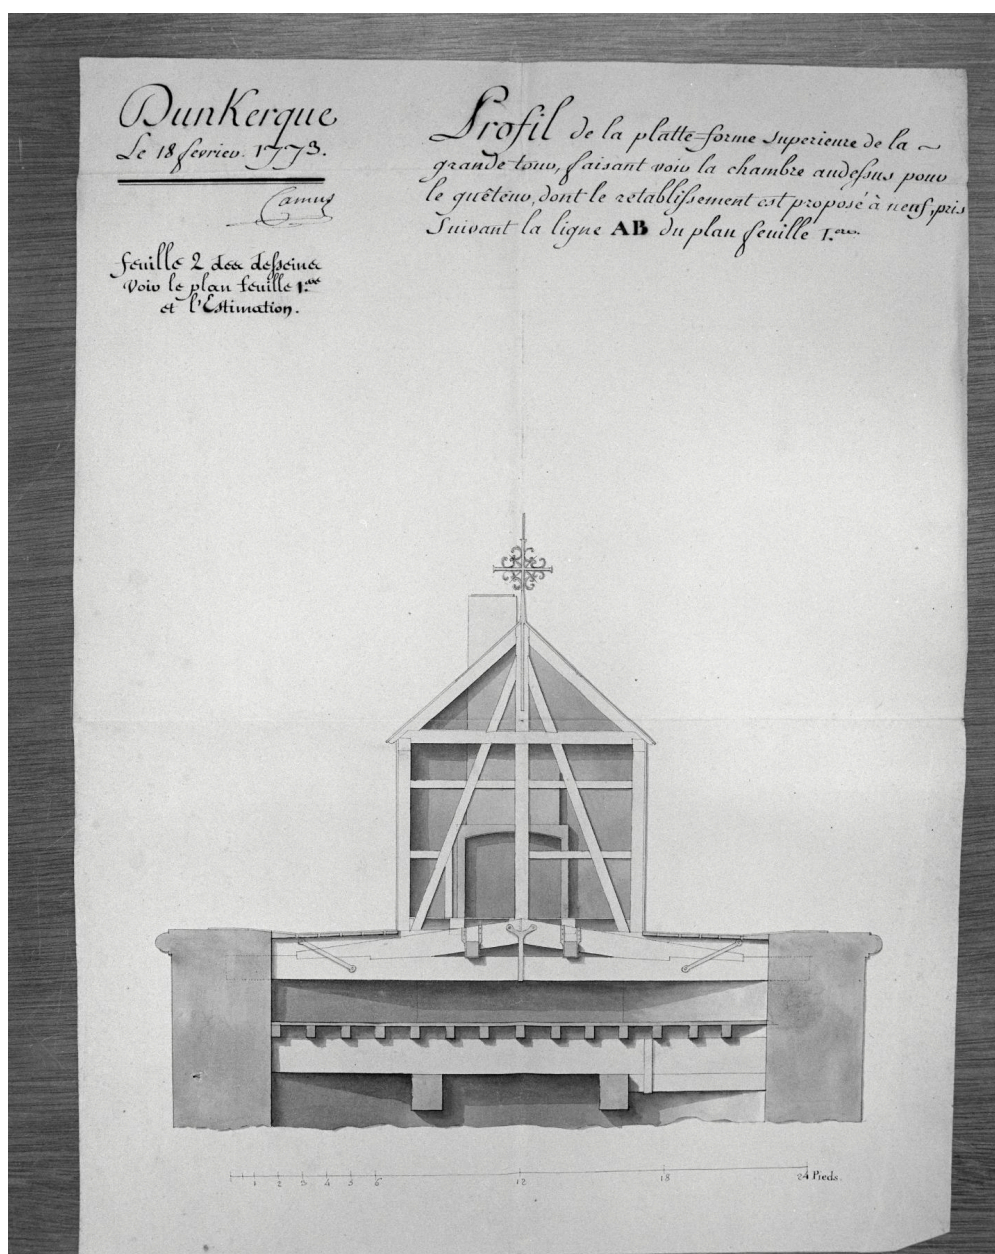 Dunkerque
Le 18 fevrier 1773.
Camus
feuille 2 des desseins
Voir le plan feuille 1.ere
et l'Estimation.
Profil de la platte-forme superieure de la ~
grande tour, faisant voir la chambre audessus pour
le guêteur, dont le rétablissement est proposé à neuf, pris
Suivant la ligne AB du plan feuille 1.ere
1 2 3 4 5 6 12 18 24 Pieds.